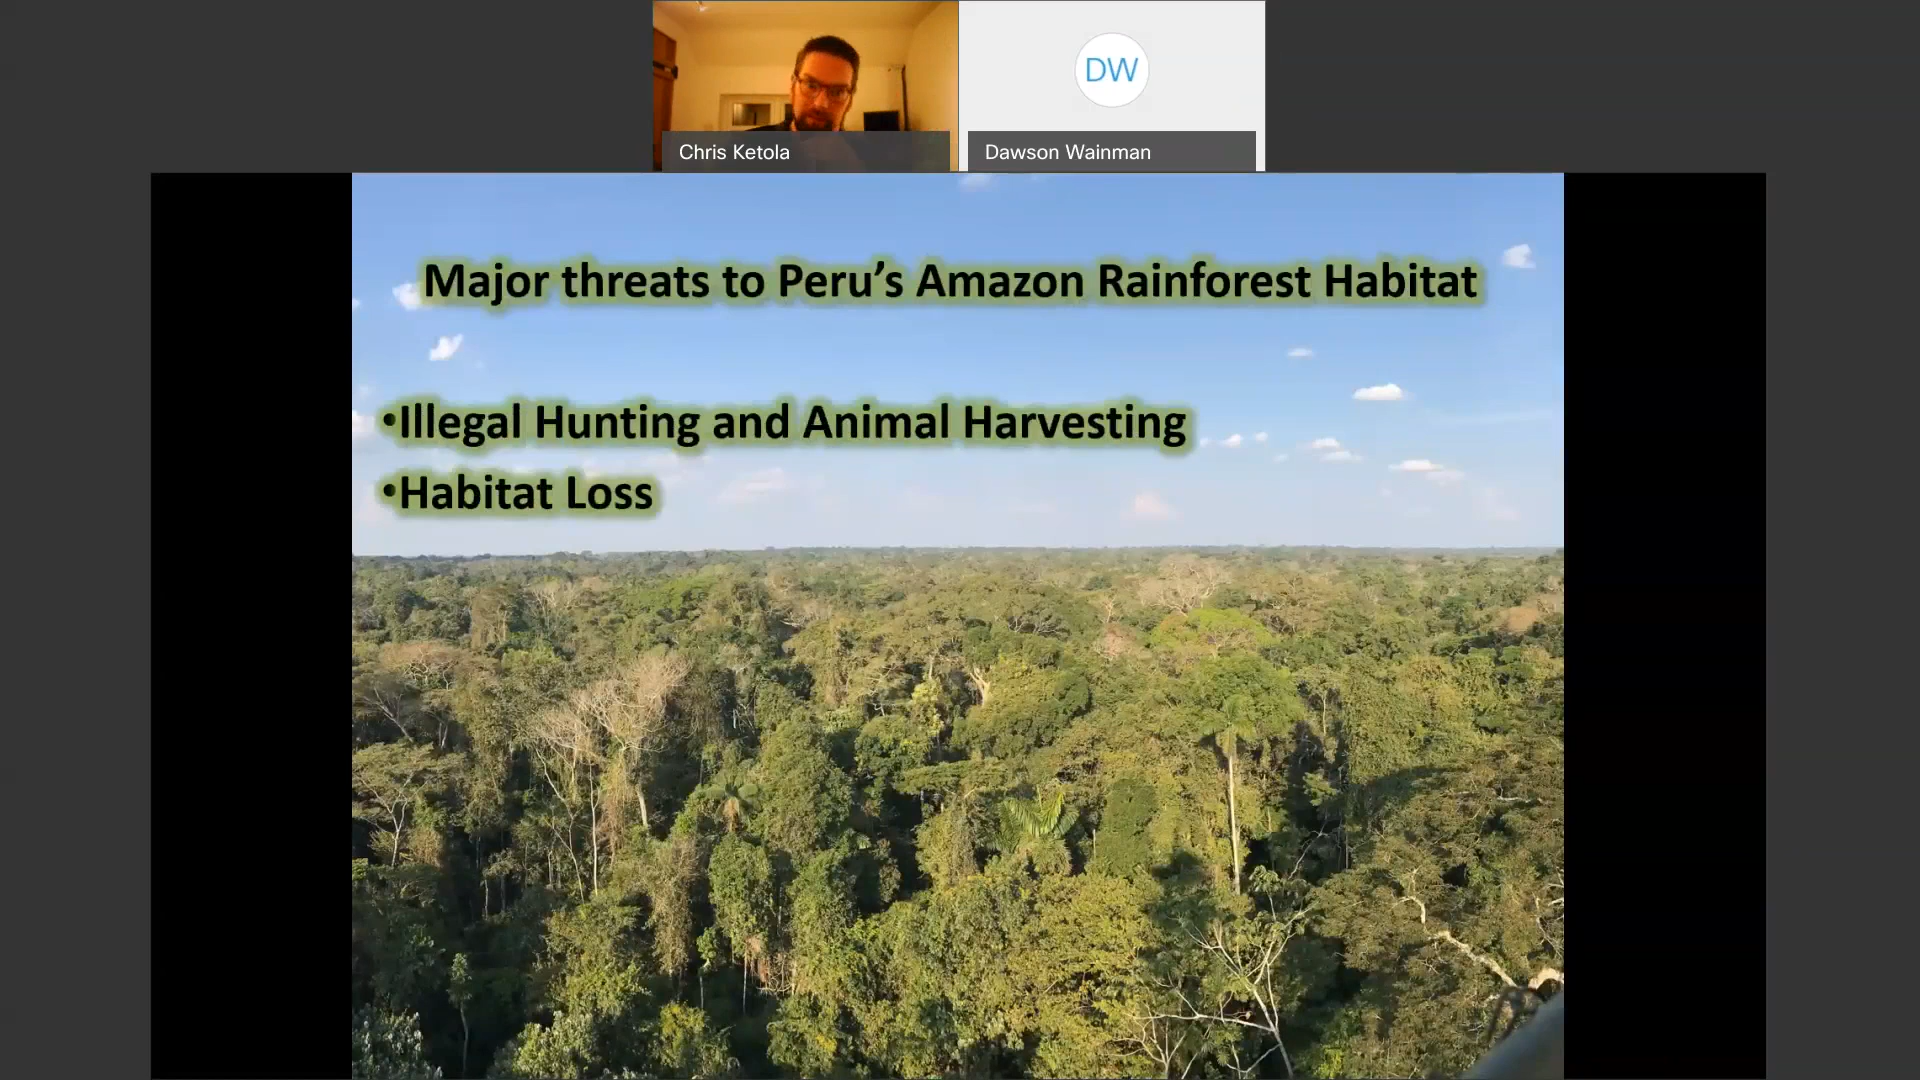 DW
Chris Ketola
Dawson Wainman
Major threats to Peru’s Amazon Rainforest Habitat
•Illegal Hunting and Animal Harvesting
•Habitat Loss